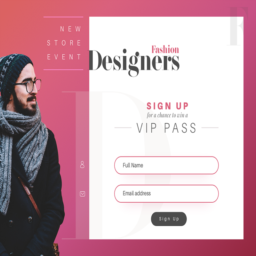 NEW
STORE
EVENT
Fashion
Designers
SIGN UP
for a chance to win a
VIP PASS
Full Name
Email address
Sign Up